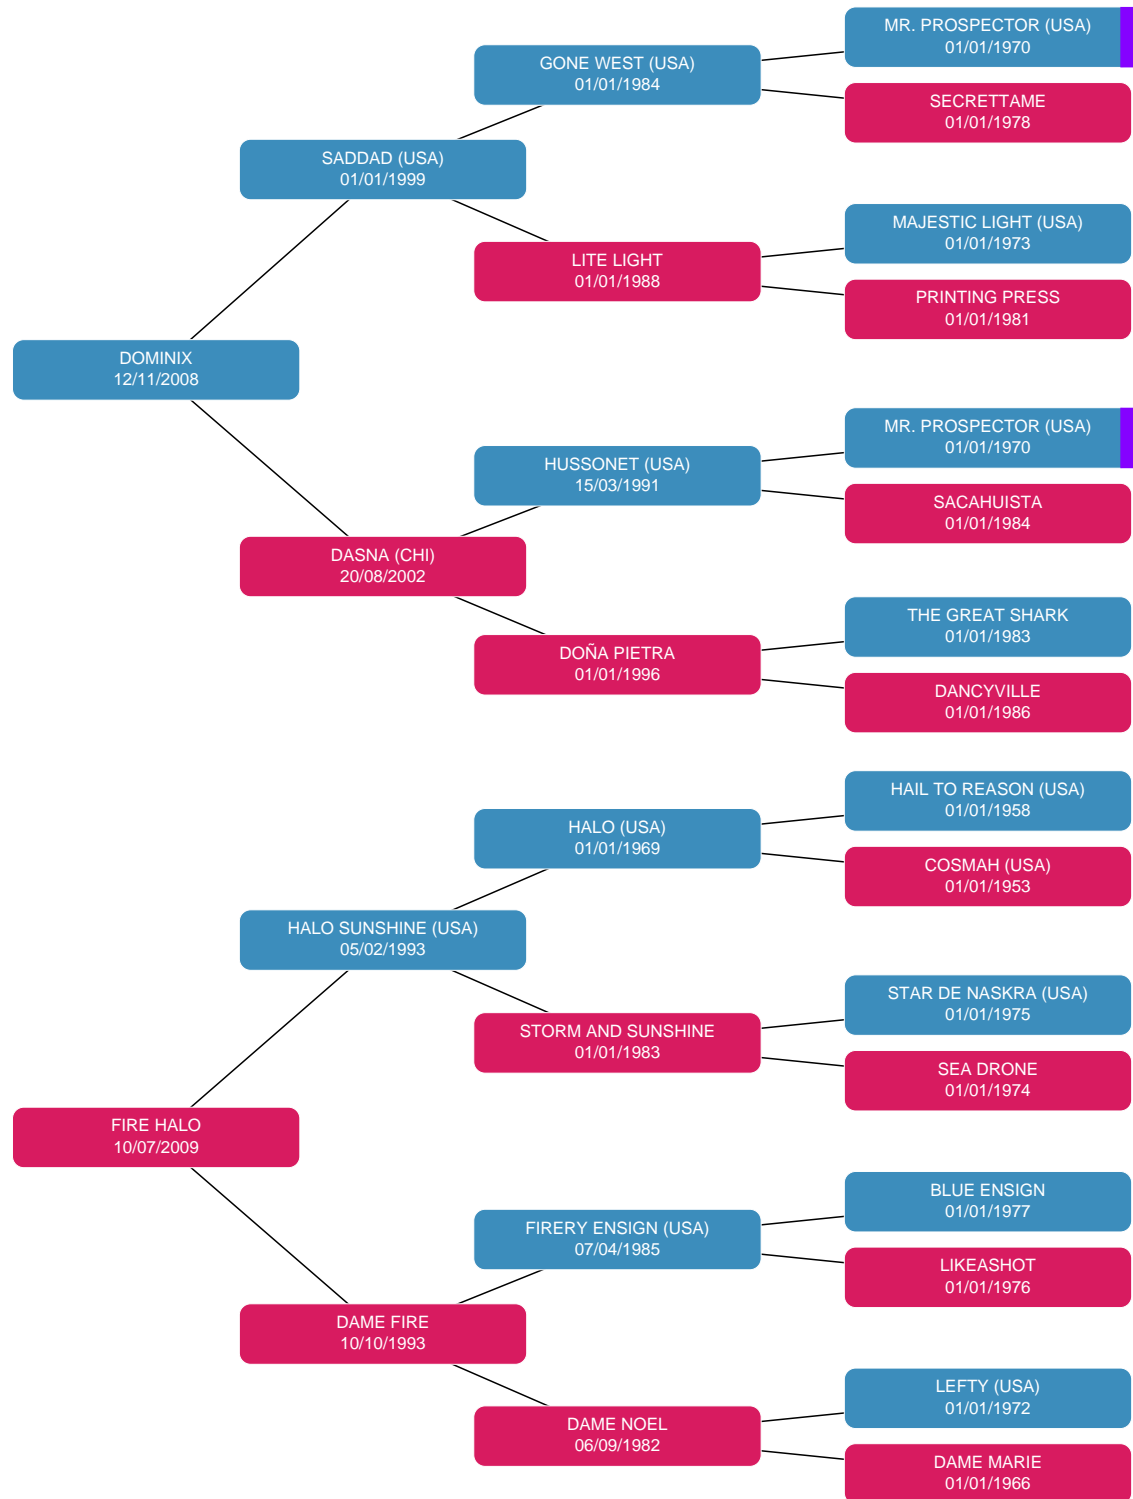 MR. PROSPECTOR (USA)
01/01/1970
GONE WEST (USA)
01/01/1984
SECRETTAME
01/01/1978
SADDAD (USA)
01/01/1999
MAJESTIC LIGHT (USA)
01/01/1973
LITE LIGHT
01/01/1988
PRINTING PRESS
01/01/1981
DOMINIX
12/11/2008
MR. PROSPECTOR (USA)
01/01/1970
HUSSONET (USA)
15/03/1991
SACAHUISTA
01/01/1984
DASNA (CHI)
20/08/2002
THE GREAT SHARK
01/01/1983
DOÑA PIETRA
01/01/1996
DANCYVILLE
01/01/1986
HAIL TO REASON (USA)
01/01/1958
HALO (USA)
01/01/1969
COSMAH (USA)
01/01/1953
HALO SUNSHINE (USA)
05/02/1993
STAR DE NASKRA (USA)
01/01/1975
STORM AND SUNSHINE
01/01/1983
SEA DRONE
01/01/1974
FIRE HALO
10/07/2009
BLUE ENSIGN
01/01/1977
FIRERY ENSIGN (USA)
07/04/1985
LIKEASHOT
01/01/1976
DAME FIRE
10/10/1993
LEFTY (USA)
01/01/1972
DAME NOEL
06/09/1982
DAME MARIE
01/01/1966